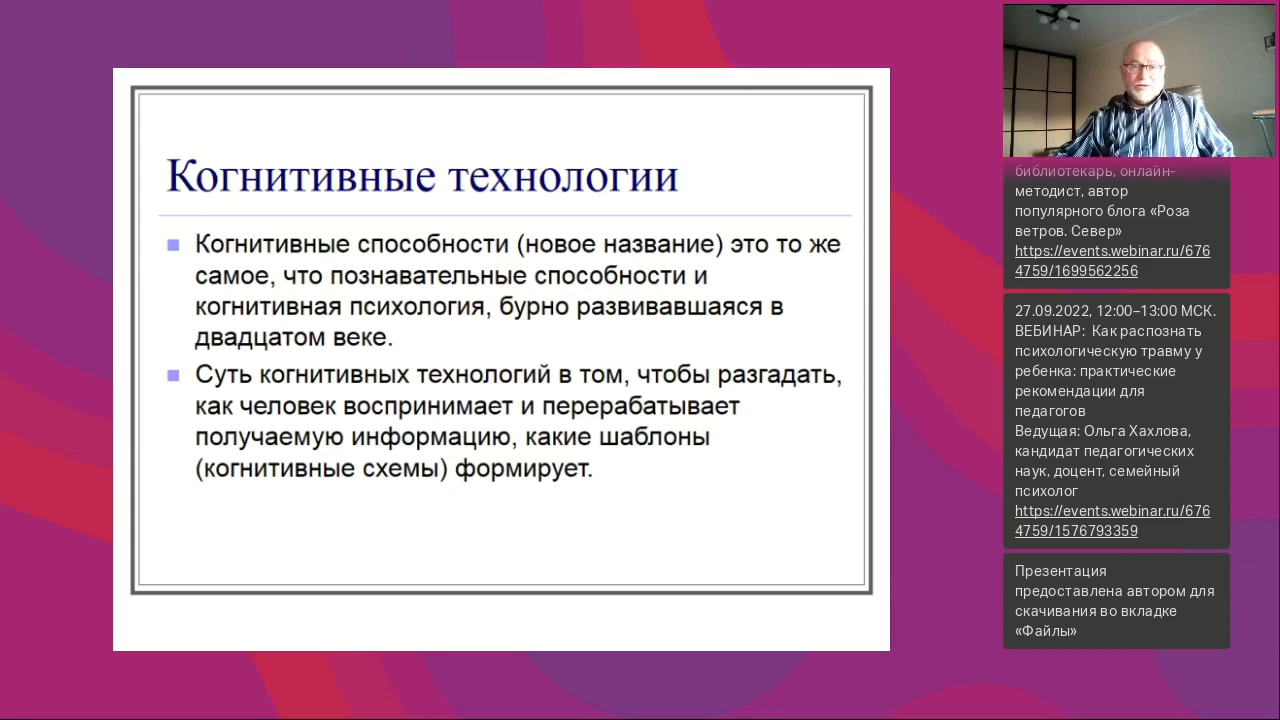 Когнитивные технологии
Когнитивные способности (новое название) это то же
самое, что познавательные способности и
когнитивная психология, бурно развивавшаяся в
двадцатом веке.
Суть когнитивных технологий в том, чтобы разгадать,
как человек воспринимает и перерабатывает
получаемую информацию, какие шаблоны
(когнитивные схемы) формирует.
библиотекарь, онлайн-
методист, автор
популярного блога «Роза
ветров. Север»
https://events.webinar.ru/676
4759/1699562256
27.09.2022, 12:00–13:00 МСК.
ВЕБИНАР:  Как распознать
психологическую травму у
ребенка: практические
рекомендации для
педагогов
Ведущая: Ольга Хахлова,
кандидат педагогических
наук, доцент, семейный
психолог
https://events.webinar.ru/676
4759/1576793359
Презентация
предоставлена автором для
скачивания во вкладке
«Файлы»